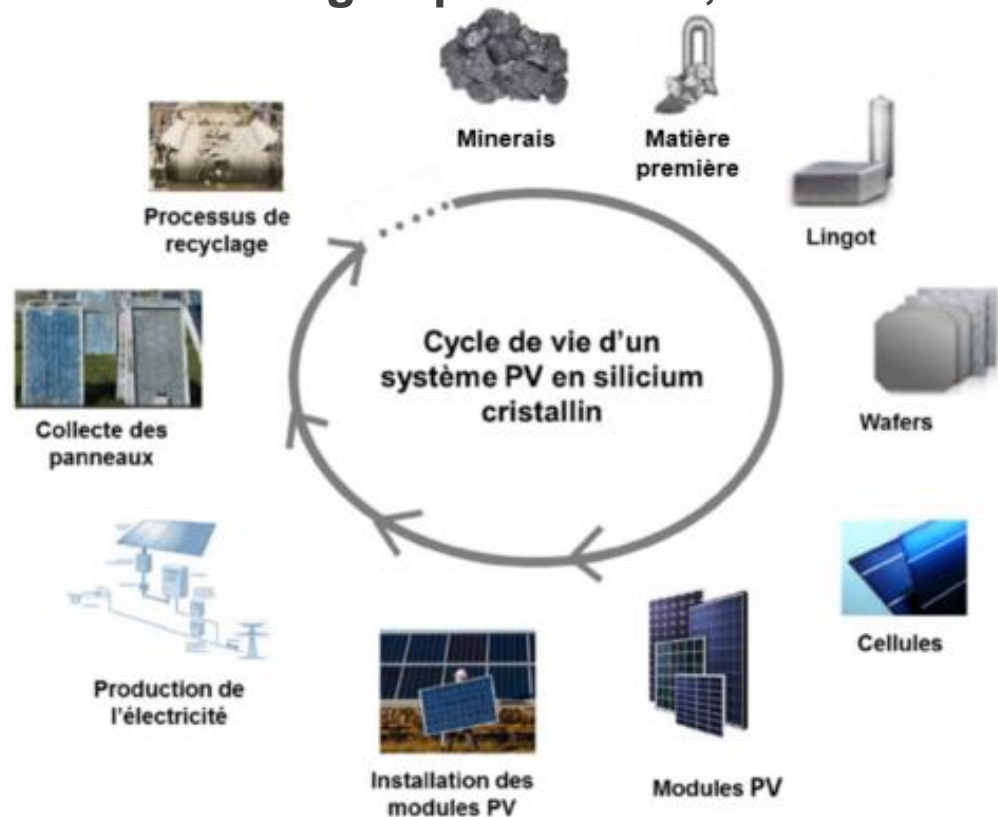 Minerais
Matière
première
Lingot
Wafers
Cellules
Modules PV
Installation des
modules PV
Production de
l'électricité
Collecte des
panneaux
Processus de
recyclage
Cycle de vie d'un
système PV en silicium
cristallin